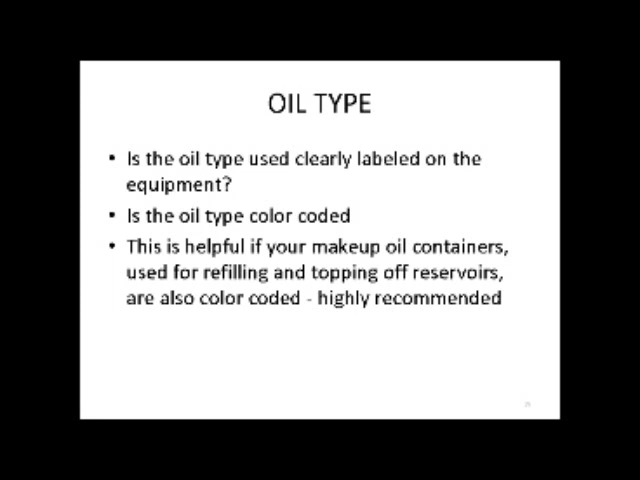 OIL TYPE
• Is the oil type used clearly labeled on the
equipment?
• Is the oil type color coded
• This is helpful if your makeup oil containers,
used for refilling and topping off reservoirs,
are also color coded - highly recommended